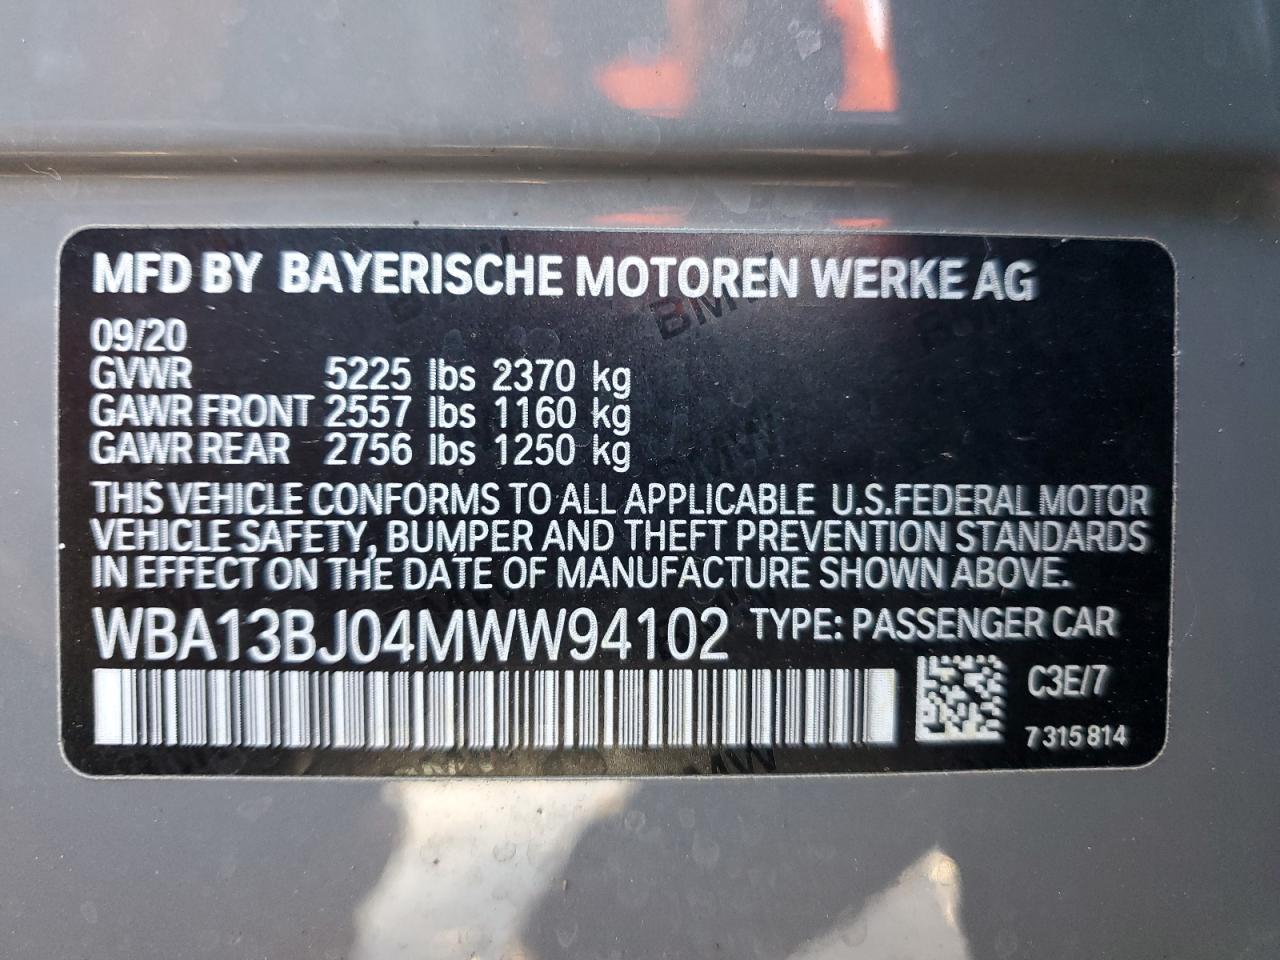 MFD BY BAYERISCHE MOTOREN WERKE AG
09/20
GVWR 5225 lbs 2370 kg
GAWR FRONT 2557 lbs 1160 kg
GAWR REAR 2756 lbs 1250 kg
THIS VEHICLE CONFORMS TO ALL APPLICABLE U.S.FEDERAL MOTOR
VEHICLE SAFETY, BUMPER AND THEFT PREVENTION STANDARDS
IN EFFECT ON THE DATE OF MANUFACTURE SHOWN ABOVE.
WBA13BJ04MWW94102 TYPE: PASSENGER CAR
C3E/7
7 315 814